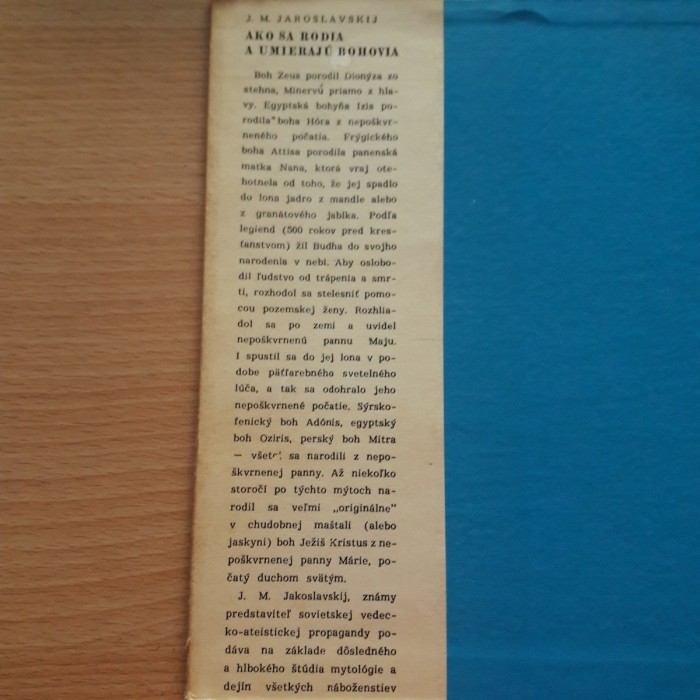 J. M. JAROSLAVSKIJ
AKO SA RODIA
A UMIERAJÚ BOHOVIA
Boh Zeus porodil Dionýza zo
stehna, Minervú priamo z hla-
vy. Egyptská bohyňa Izis po-
rodila boha Hóra z nepoškvr-
neného počatia. Frýgického
boha Attisa porodila panenská
matka Nana, ktorá vraj ote-
hotnela od toho, že jej spadlo
do lona jadro z mandle alebo
z granátového jablka. Podľa
legiend (500 rokov pred kres-
ťanstvom) žil Budha do svojho
narodenia v nebi. Aby oslobo-
dil ľudstvo od trápenia a smr-
ti, rozhodol sa stelesniť pomo-
cou pozemskej ženy. Rozhlia-
dol sa po zemi a uvidel
nepoškvrnenú pannu Maju.
I spustil sa do jej lona v po-
dobe päťfarebného svetelného
lúča, a tak sa odohralo jeho
nepoškvrnené počatie. Sýrsko-
fenický boh Adónis, egyptský
boh Oziris, perský boh Mitra
— všetci sa narodili z nepo-
škvrnenej panny. Až niekoľko
storočí po týchto mýtoch na-
rodil sa veľmi „originálne"
v chudobnej maštali (alebo
jaskyni) boh Ježiš Kristus z ne-
poškvrnenej panny Márie, po-
čatý duchom svätým.
J. M. Jakoslavskij, známy
predstaviteľ sovietskej vedec-
ko-ateistickej propagandy po-
dáva na základe dôsledného
a hlbokého štúdia mytológie a
dejín všetkých náboženstiev